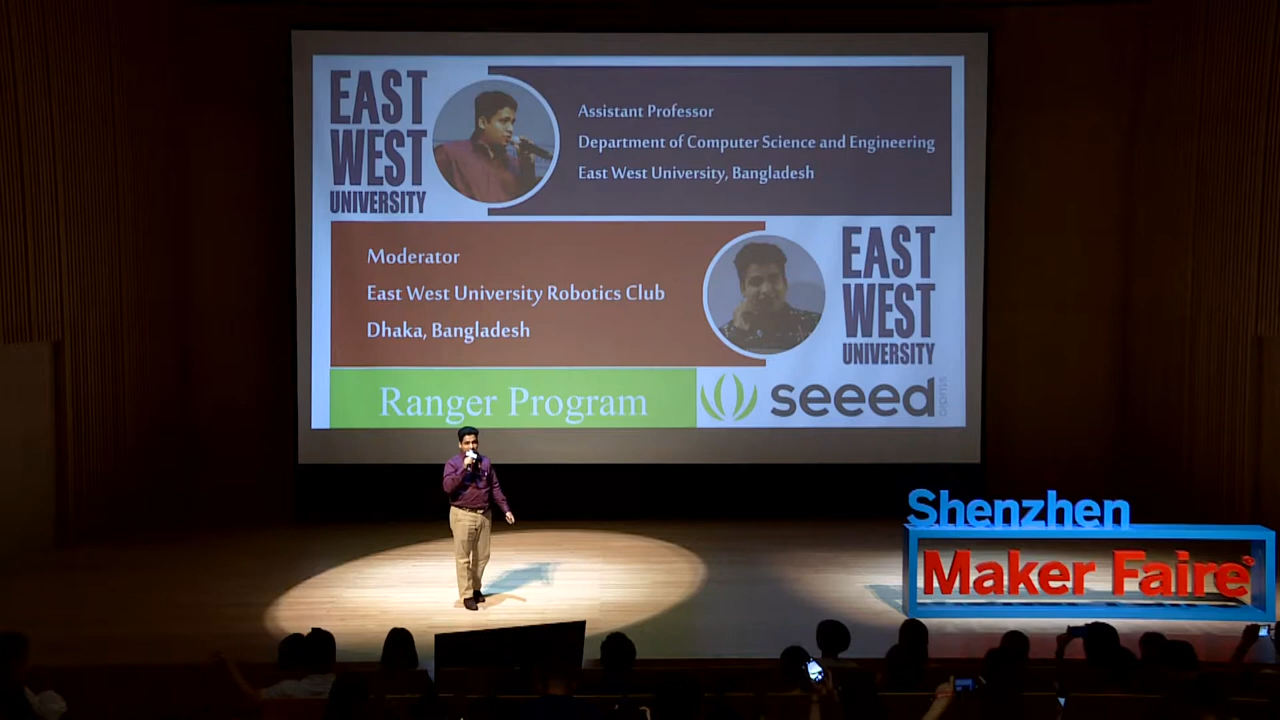 EAST
WEST
UNIVERSITY
Assistant Professor
Department of Computer Science and Engineering
East West University, Bangladesh
Moderator
East West University Robotics Club
Dhaka, Bangladesh
EAST
WEST
UNIVERSITY
Ranger Program
seeed
studio
Shenzhen
Maker Faire